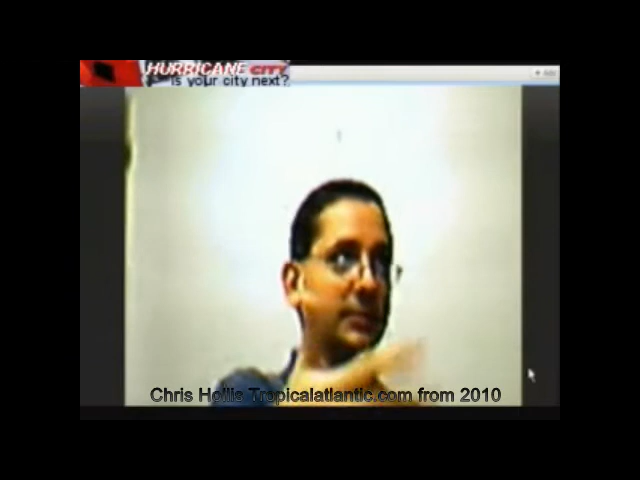 HURRICANE CITY
is your city next?
Chris Hollis Tropicalatlantic.com from 2010